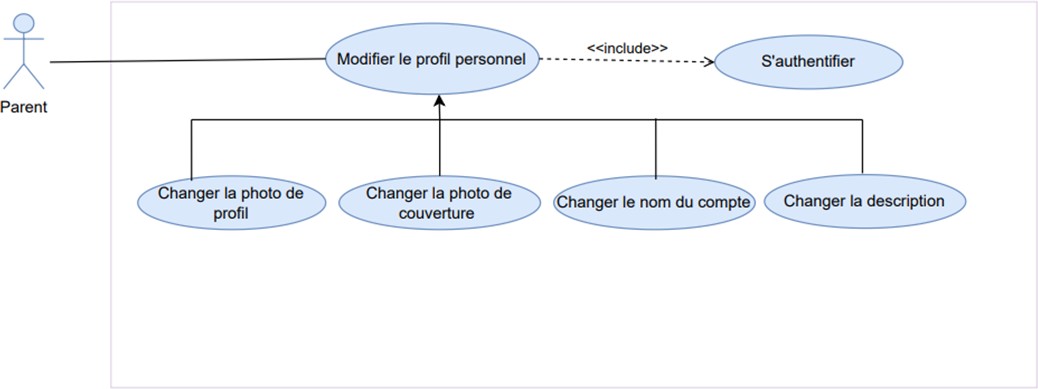 Parent
Modifier le profil personnel
<<include>>
S'authentifier
Changer la photo de
profil
Changer la photo de
couverture
Changer le nom du compte
Changer la description